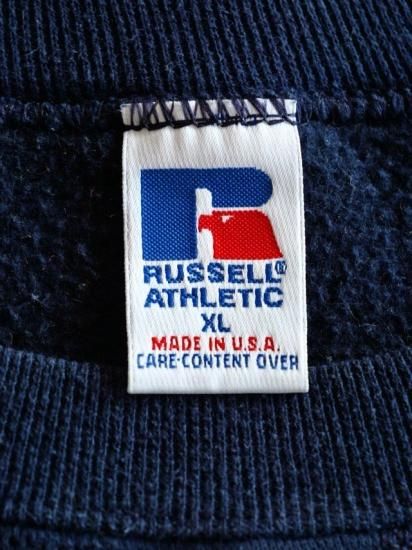 R
RUSSELL®
ATHLETIC
XL
MADE IN U.S.A.
CARE-CONTENT OVER